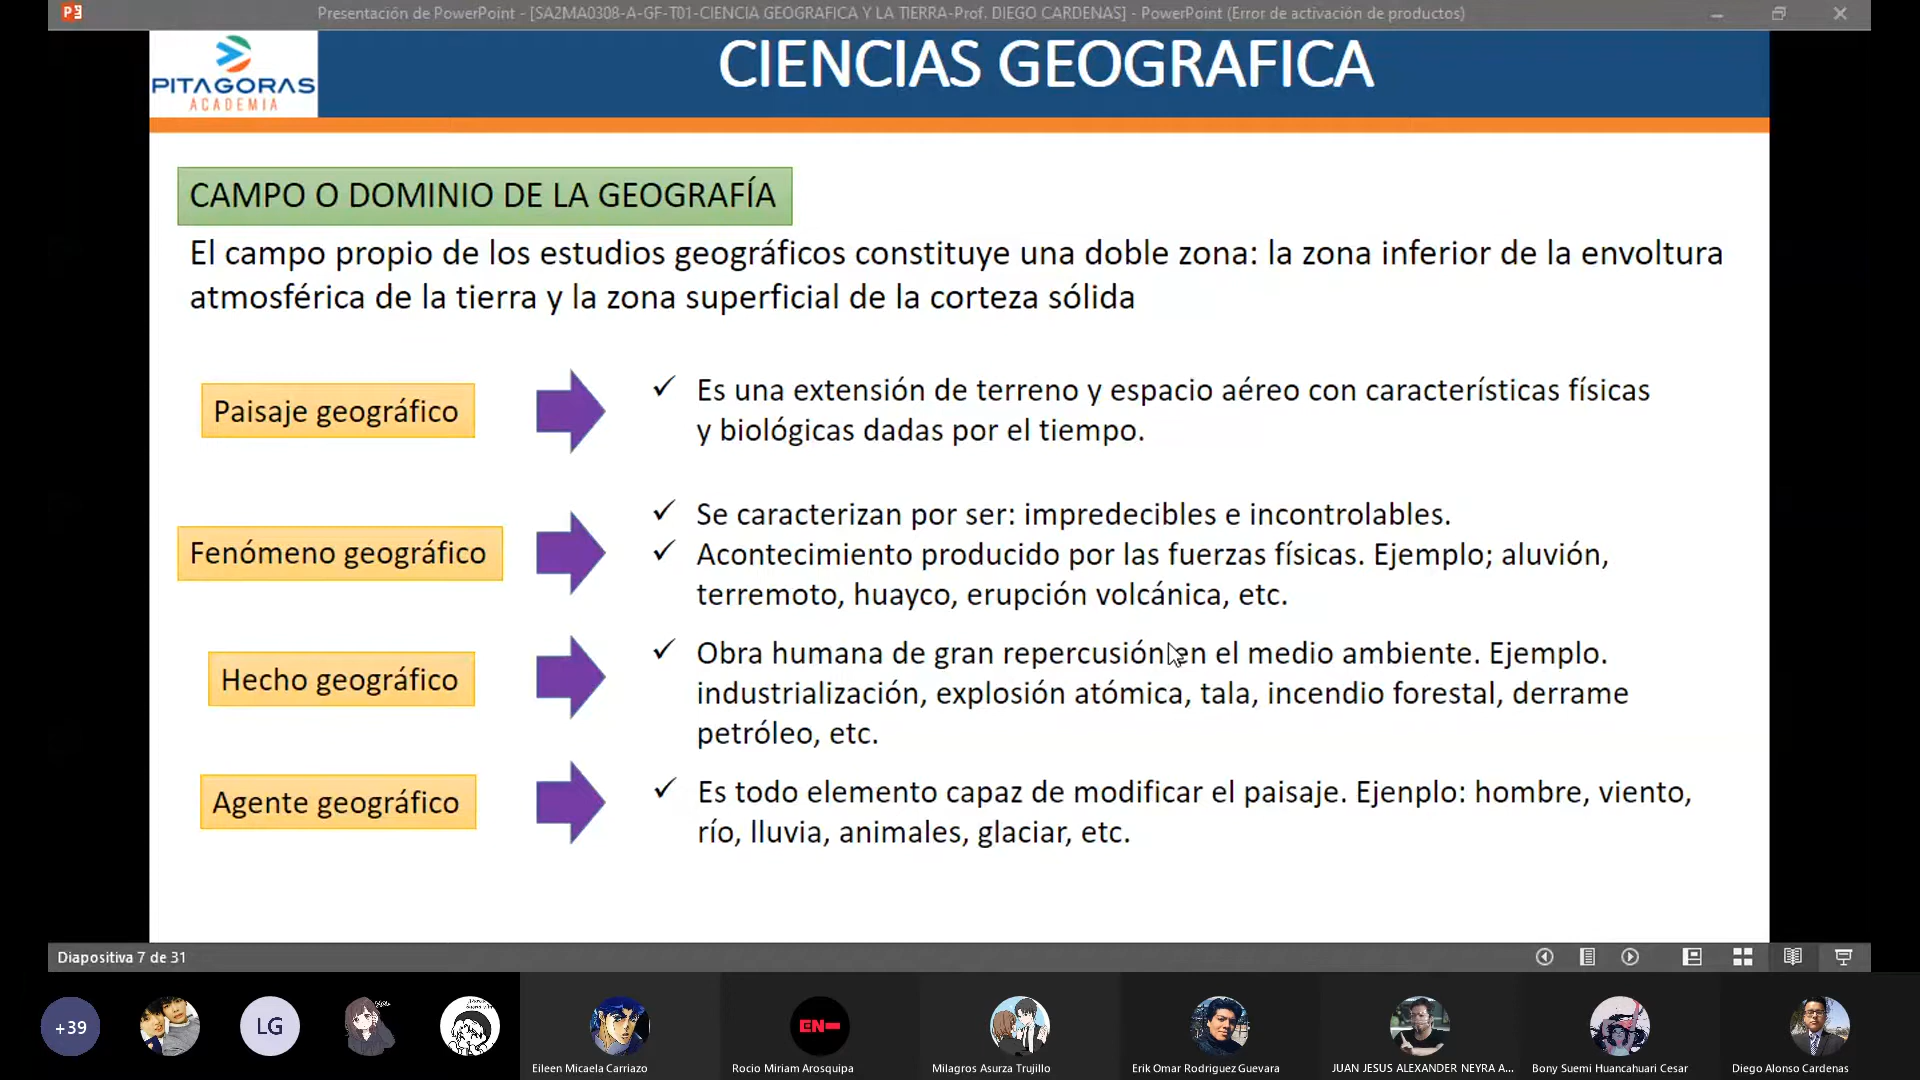 Presentación de PowerPoint - [SA2MA0308-A-GF-T01-CIENCIA GEOGRAFICA Y LA TIERRA-Prof. DIEGO CARDENAS] - PowerPoint (Error de activación de productos)
PITAGORAS
ACADEMIA
CIENCIAS GEOGRAFICA
CAMPO O DOMINIO DE LA GEOGRAFÍA
El campo propio de los estudios geográficos constituye una doble zona: la zona inferior de la envoltura
atmosférica de la tierra y la zona superficial de la corteza sólida
Paisaje geográfico
✓ Es una extensión de terreno y espacio aéreo con características físicas
y biológicas dadas por el tiempo.
Fenómeno geográfico
✓ Se caracterizan por ser: impredecibles e incontrolables.
✓ Acontecimiento producido por las fuerzas físicas. Ejemplo; aluvión,
terremoto, huayco, erupción volcánica, etc.
Hecho geográfico
✓ Obra humana de gran repercusión en el medio ambiente. Ejemplo.
industrialización, explosión atómica, tala, incendio forestal, derrame
petróleo, etc.
Agente geográfico
✓ Es todo elemento capaz de modificar el paisaje. Ejenplo: hombre, viento,
río, lluvia, animales, glaciar, etc.
Diapositiva 7 de 31
+39
LG
EN
Eileen Micaela Carriazo
Rocio Miriam Arosquipa
Milagros Asurza Trujillo
Erik Omar Rodriguez Guevara
JUAN JESUS ALEXANDER NEYRA A...
Bony Suemi Huancahuari Cesar
Diego Alonso Cardenas